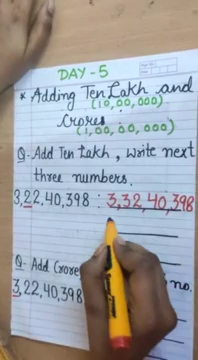 DAY - 5
* Adding Ten Lakh and
(10,00,000)
Crores :
(1,00,00,000)
Q- Add Ten Lakh, Write next
three numbers.
3,22,40,398 : 3,32,40,398
Q- Add Crore no.
3,22,40,398